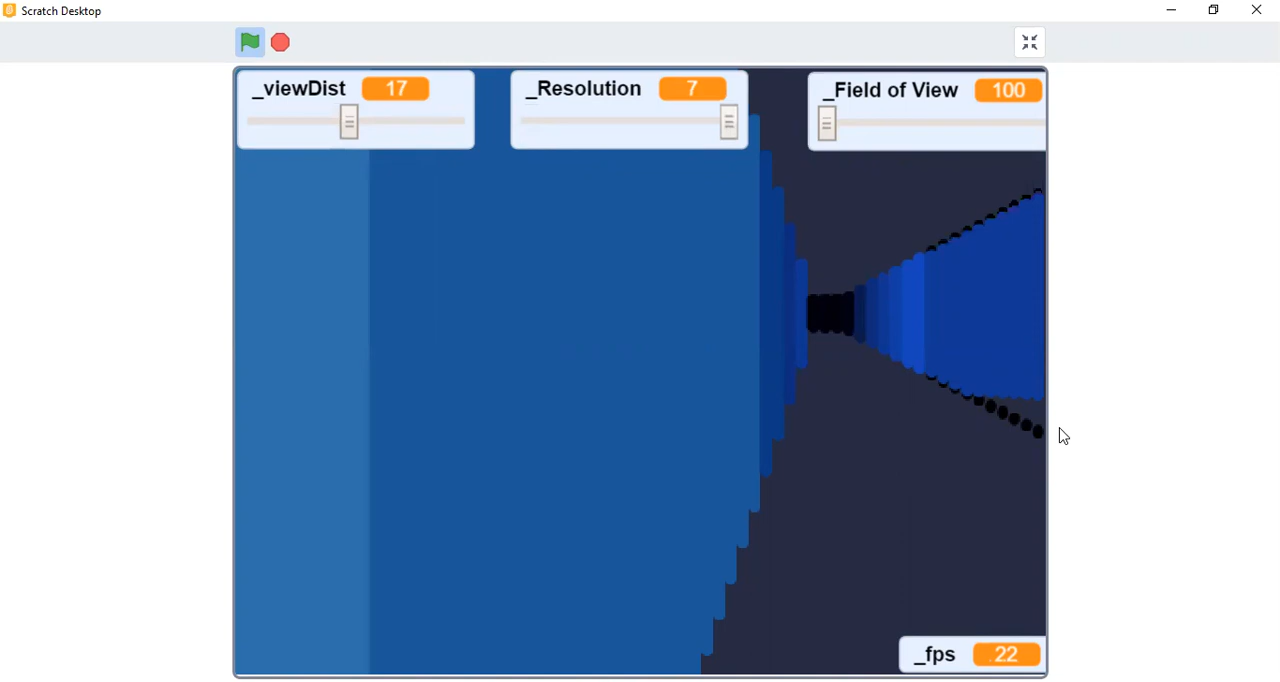 Scratch Desktop
_viewDist 17
_Resolution 7
_Field of View 100
_fps 22